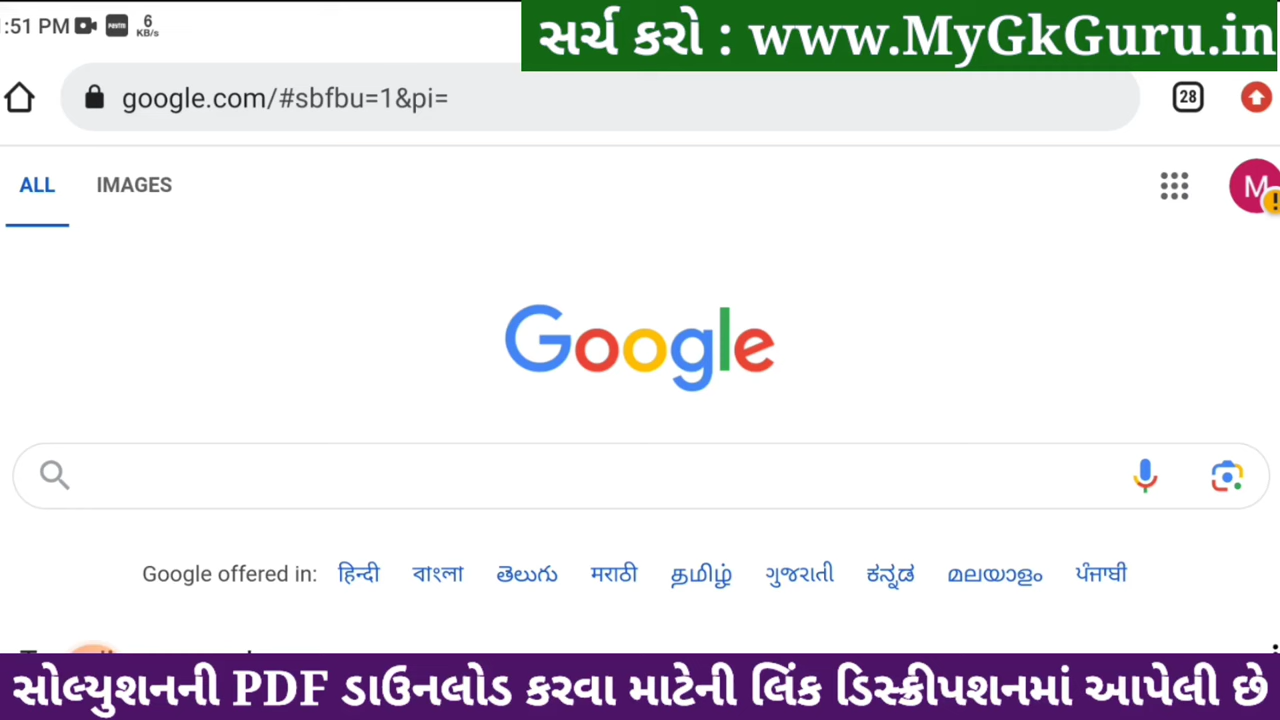 :51 PM paytm 6 KB/s
સર્ચ કરો : www.MyGkGuru.in
google.com/#sbfbu=1&pi=
28
ALL IMAGES
M
Google
Google offered in: हिन्दी বাংলা తెలుగు मराठी தமிழ் ગુજરાતી ಕನ್ನಡ മലയാളം ਪੰਜਾਬੀ
સોલ્યુશનની PDF ડાઉનલોડ કરવા માટેની લિંક ડિસ્ક્રીપશનમાં આપેલી છે